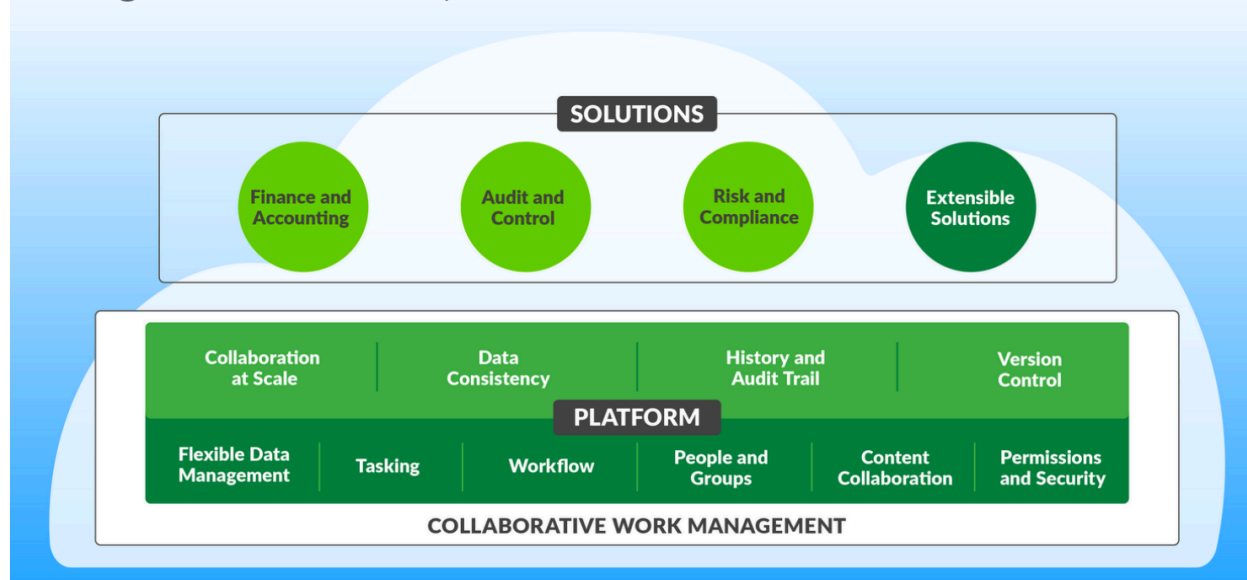 SOLUTIONS
Finance and
Accounting
Audit and
Control
Risk and
Compliance
Extensible
Solutions
Collaboration
at Scale
Data
Consistency
History and
Audit Trail
Version
Control
PLATFORM
Flexible Data
Management
Tasking
Workflow
People and
Groups
Content
Collaboration
Permissions
and Security
COLLABORATIVE WORK MANAGEMENT